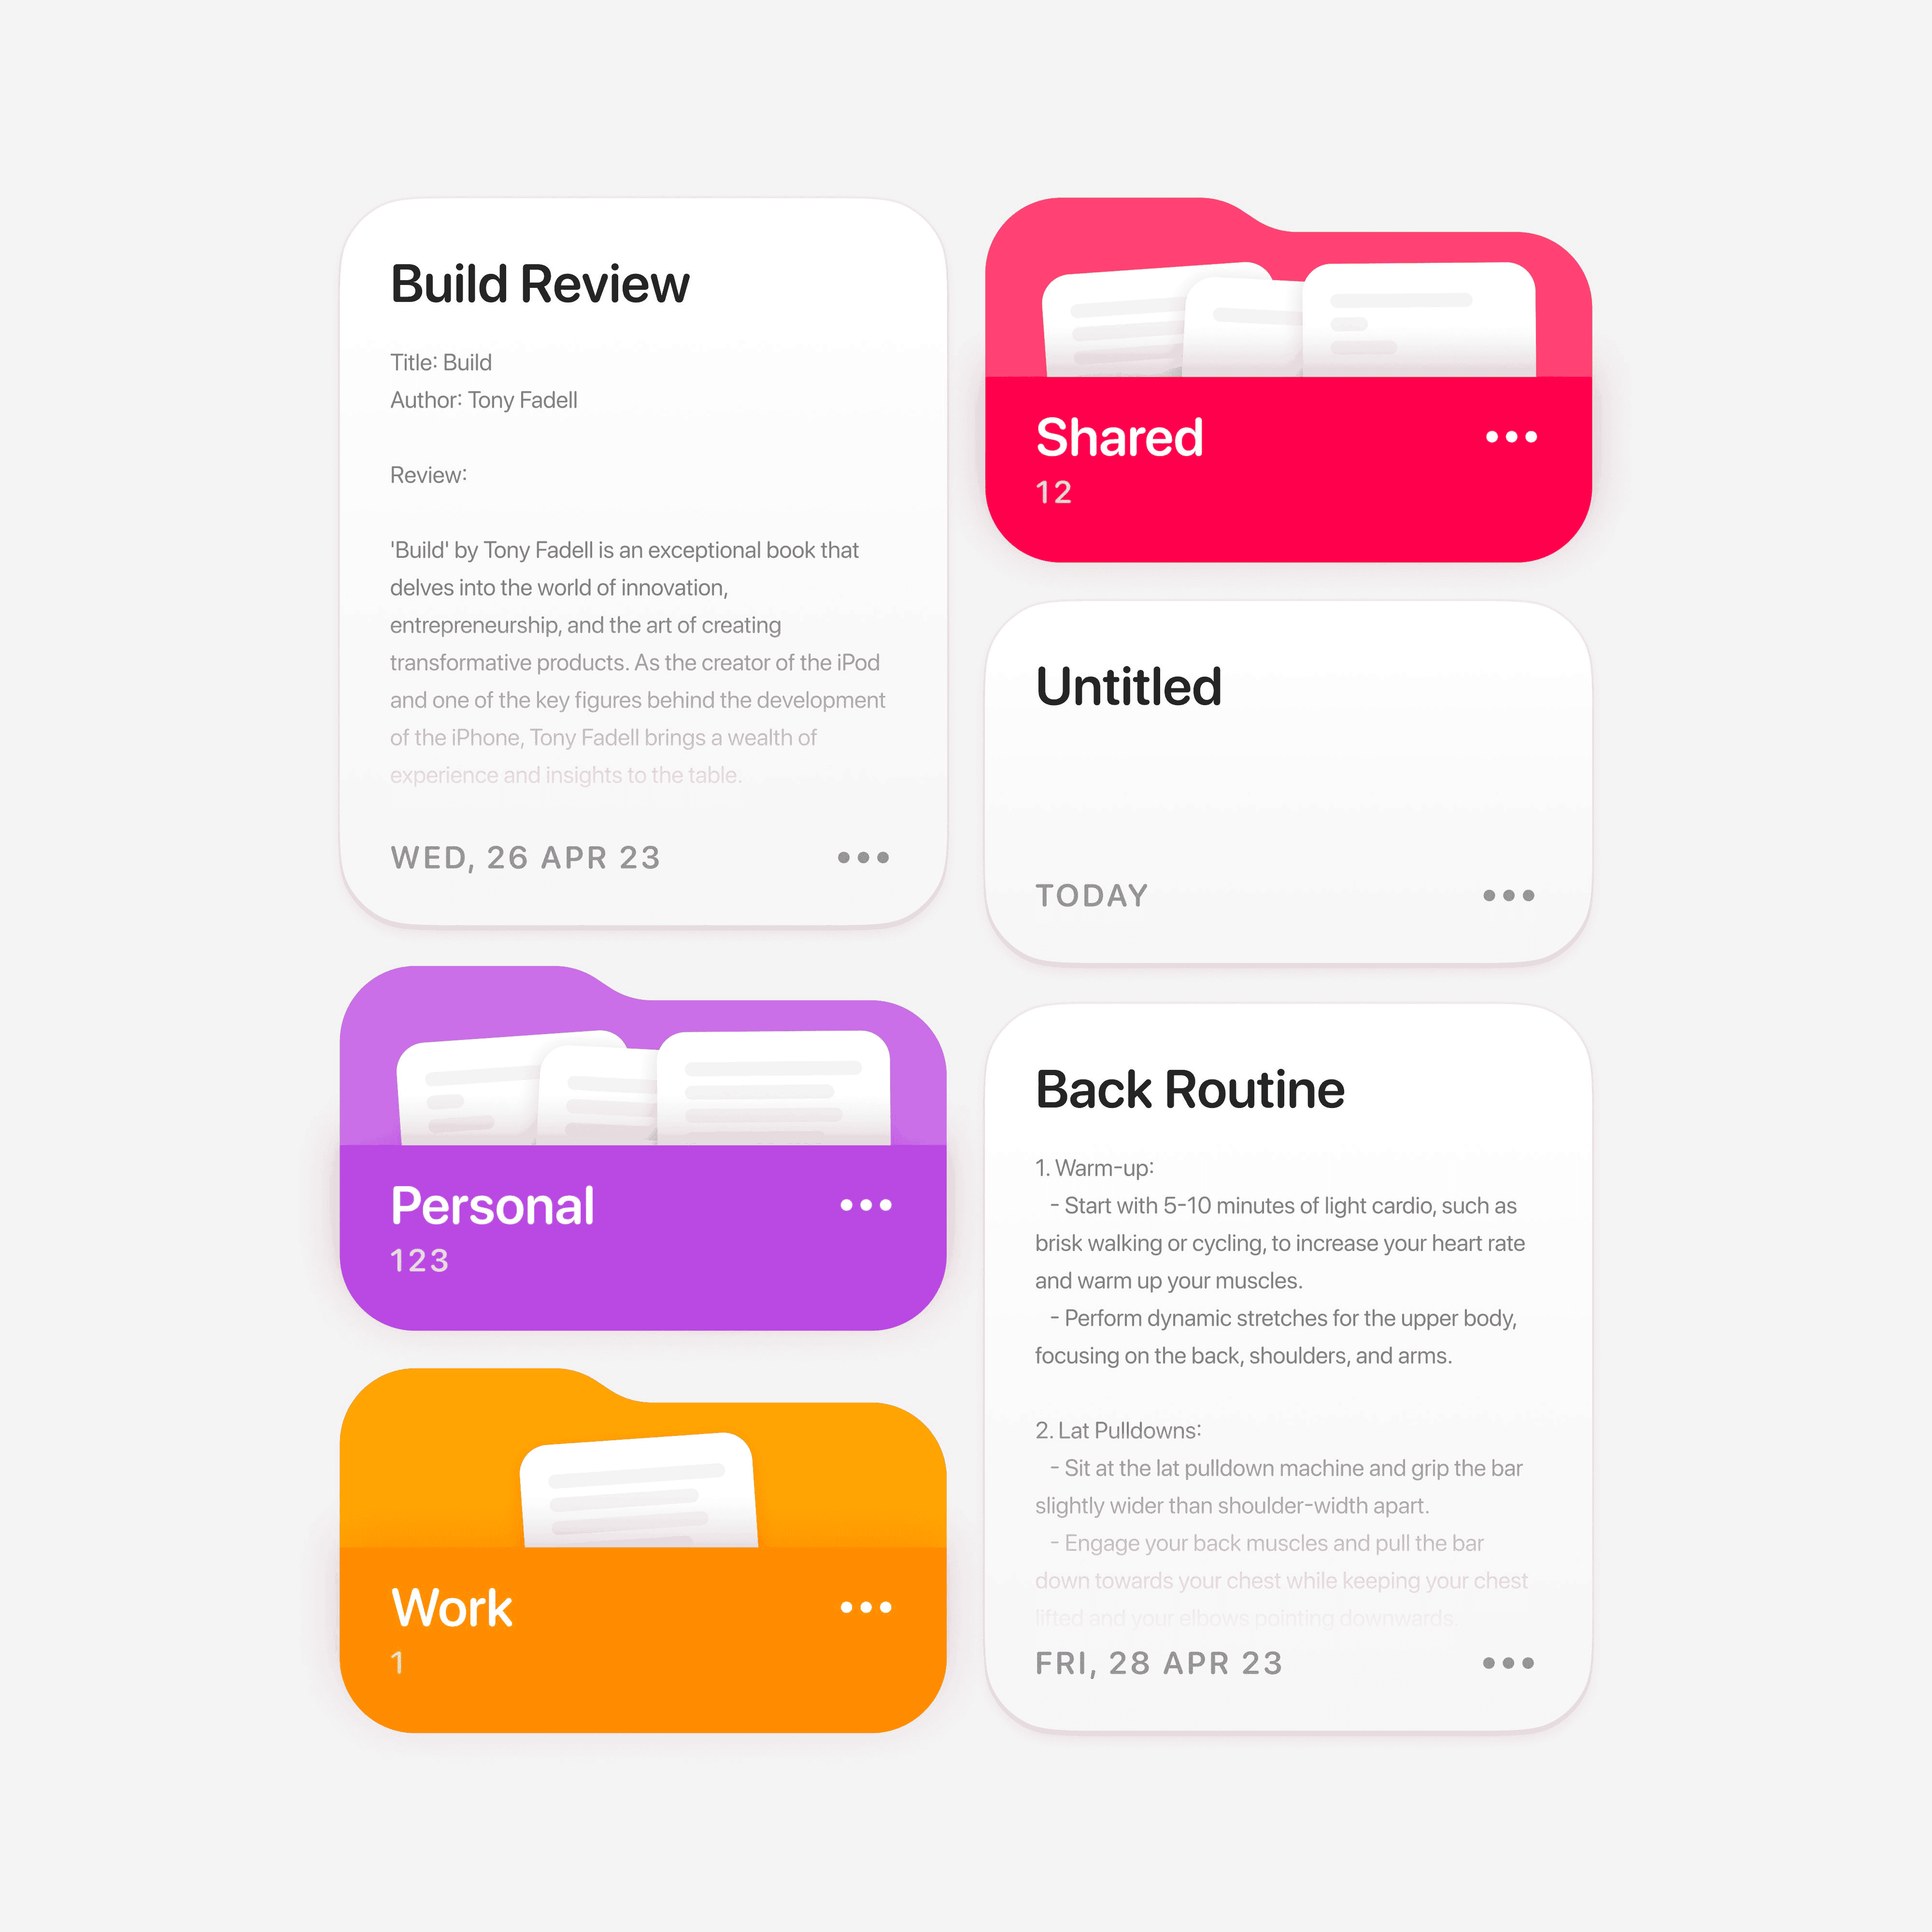 Build Review
Title: Build
Author: Tony Fadell
Review:
'Build' by Tony Fadell is an exceptional book that
delves into the world of innovation,
entrepreneurship, and the art of creating
transformative products. As the creator of the iPod
and one of the key figures behind the development
of the iPhone, Tony Fadell brings a wealth of
experience and insights to the table.
WED, 26 APR 23
Personal
123
Work
1
Shared
12
Untitled
TODAY
Back Routine
1. Warm-up:
- Start with 5-10 minutes of light cardio, such as
brisk walking or cycling, to increase your heart rate
and warm up your muscles.
- Perform dynamic stretches for the upper body,
focusing on the back, shoulders, and arms.
2. Lat Pulldowns:
- Sit at the lat pulldown machine and grip the bar
slightly wider than shoulder-width apart.
- Engage your back muscles and pull the bar
down towards your chest while keeping your chest
lifted and your elbows pointing downwards.
FRI, 28 APR 23